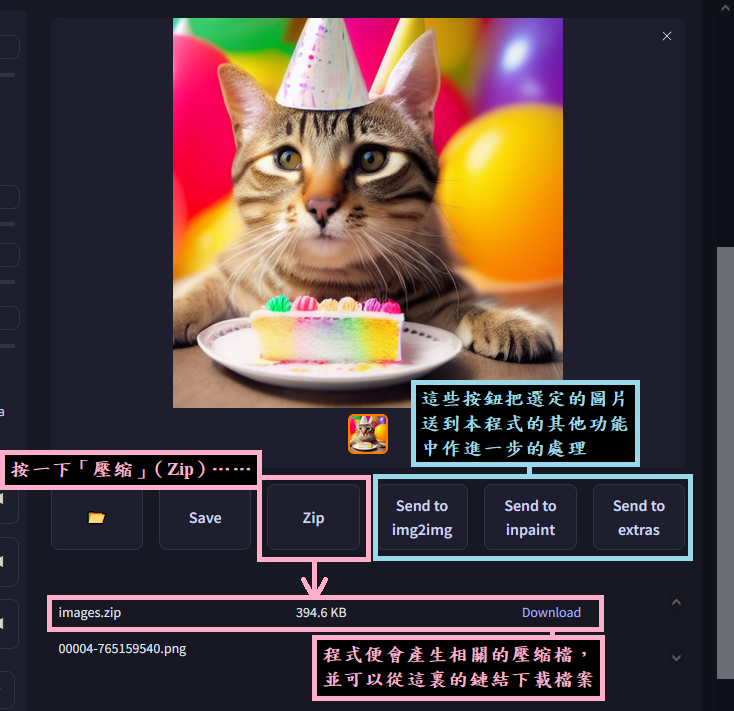 這些按鈕把選定的圖片
送到本程式的其他功能
中作進一步的處理
按一下「壓縮」(Zip)⋯⋯
Save
Zip
Send to
img2img
Send to
inpaint
Send to
extras
images.zip 394.6 KB Download
00004-765159540.png
程式便會產生相關的壓縮檔，
並可以從這裏的鏈結下載檔案
a